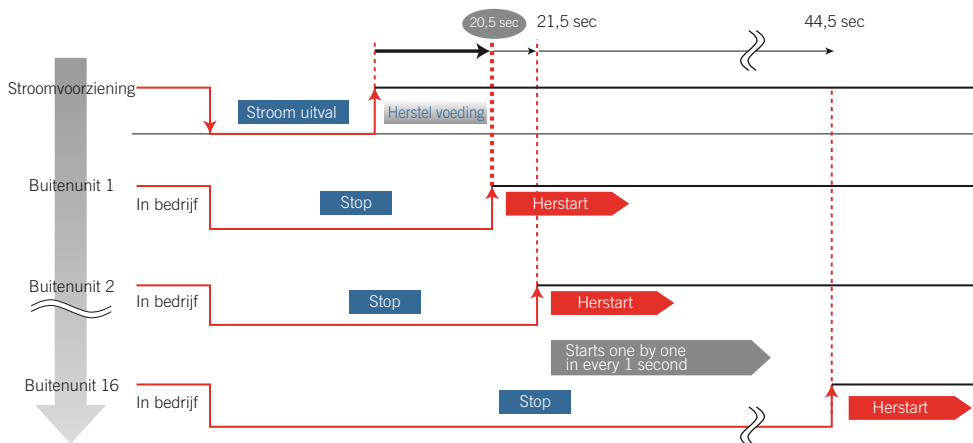 20,5 sec
21,5 sec
44,5 sec
Stroomvoorziening
Stroom uitval
Herstel voeding
Buitenunit 1
In bedrijf
Stop
Herstart
Buitenunit 2
In bedrijf
Stop
Herstart
Starts one by one
in every 1 second
Buitenunit 16
In bedrijf
Stop
Herstart